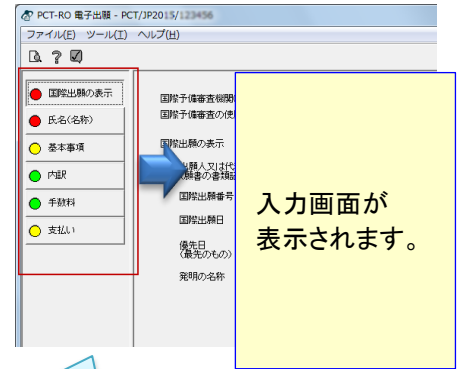 PCT-RO 電子出願 - PCT/JP2015/123456
ファイル(F) ツール(T) ヘルプ(H)
国際出願の表示
氏名(名称)
基本事項
内訳
手数料
支払い
国際予備審査機関
国際予備審査の使
国際出願の表示
出願人又は代
願書の書類
国際出願番号
国際出願日
優先日
(最先のもの)
発明の名称
入力画面が
表示されます。